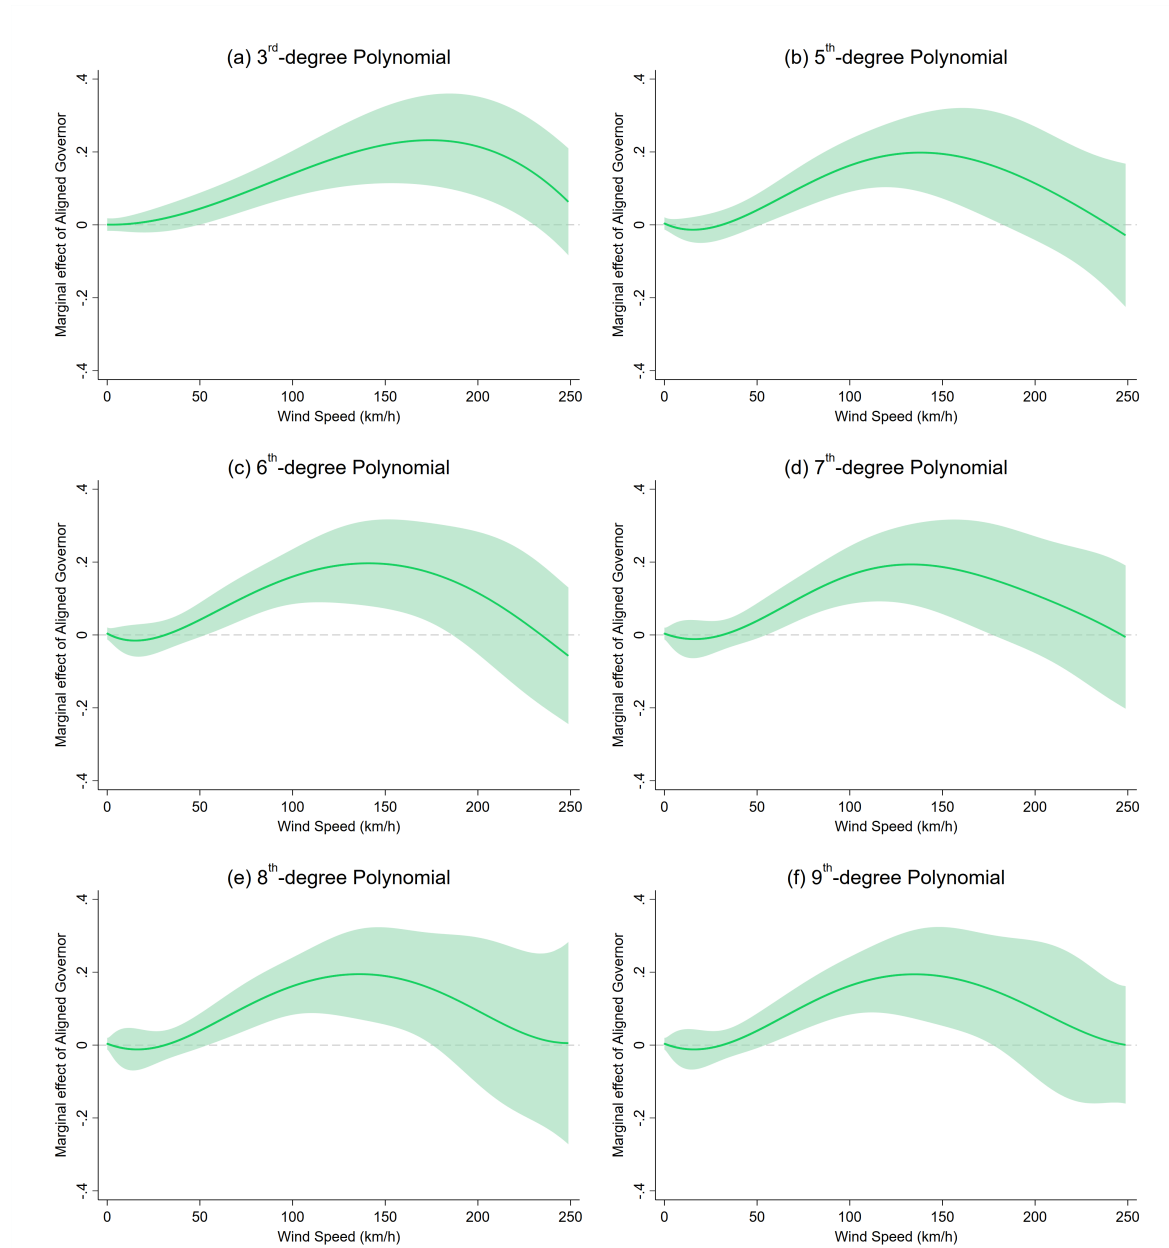 (a) 3rd-degree Polynomial
Marginal effect of Aligned Governor
.4
.2
0
-.2
-.4
0 50 100 150 200 250
Wind Speed (km/h)
(b) 5th-degree Polynomial
Marginal effect of Aligned Governor
.4
.2
0
-.2
-.4
0 50 100 150 200 250
Wind Speed (km/h)
(c) 6th-degree Polynomial
Marginal effect of Aligned Governor
.4
.2
0
-.2
-.4
0 50 100 150 200 250
Wind Speed (km/h)
(d) 7th-degree Polynomial
Marginal effect of Aligned Governor
.4
.2
0
-.2
-.4
0 50 100 150 200 250
Wind Speed (km/h)
(e) 8th-degree Polynomial
Marginal effect of Aligned Governor
.4
.2
0
-.2
-.4
0 50 100 150 200 250
Wind Speed (km/h)
(f) 9th-degree Polynomial
Marginal effect of Aligned Governor
.4
.2
0
-.2
-.4
0 50 100 150 200 250
Wind Speed (km/h)